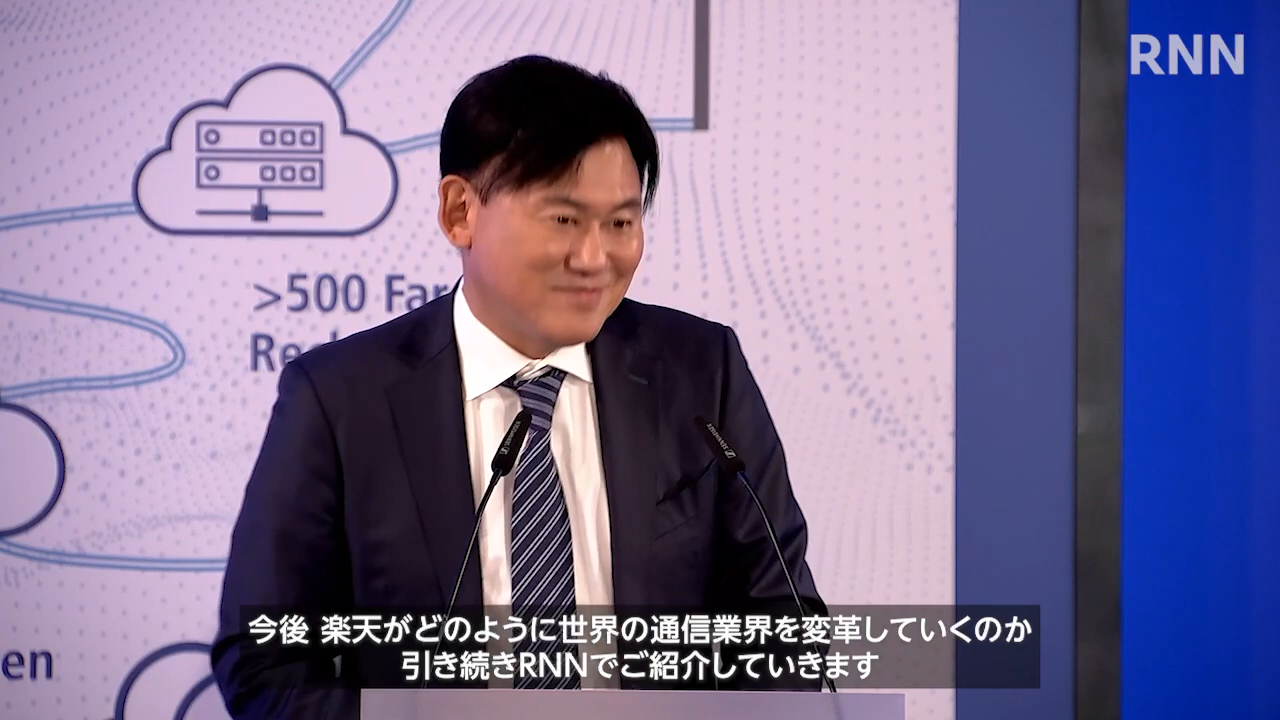 RNN
>500 Far
en
今後 楽天がどのように世界の通信業界を変革していくのか
引き続きRNNでご紹介していきます